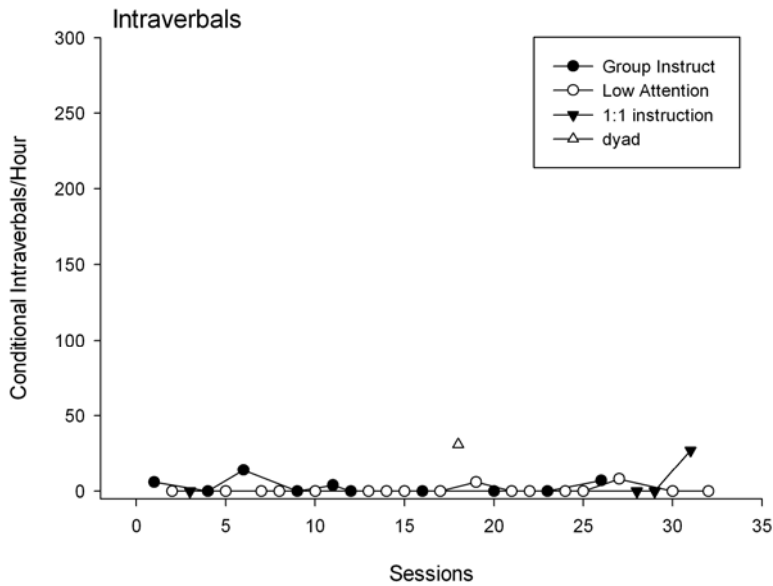 Intraverbals
300
250
200
150
100
50
0
Conditional Intraverbals/Hour
Group Instruct
Low Attention
1:1 instruction
dyad
0 5 10 15 20 25 30 35
Sessions